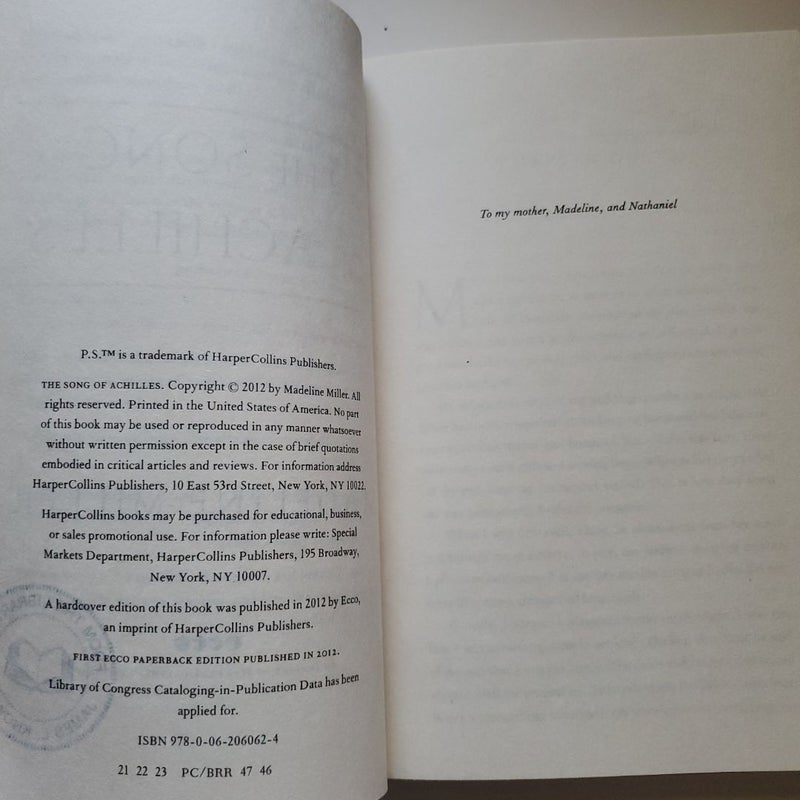 P.S.™ is a trademark of HarperCollins Publishers.
THE SONG OF ACHILLES. Copyright © 2012 by Madeline Miller. All
rights reserved. Printed in the United States of America. No part
of this book may be used or reproduced in any manner whatsoever
without written permission except in the case of brief quotations
embodied in critical articles and reviews. For information address
HarperCollins Publishers, 10 East 53rd Street, New York, NY 10022.
HarperCollins books may be purchased for educational, business,
or sales promotional use. For information please write: Special
Markets Department, HarperCollins Publishers, 195 Broadway,
New York, NY 10007.
A hardcover edition of this book was published in 2012 by Ecco,
an imprint of HarperCollins Publishers.
FIRST ECCO PAPERBACK EDITION PUBLISHED IN 2012.
Library of Congress Cataloging-in-Publication Data has been
applied for.
ISBN 978-0-06-206062-4
21 22 23 PC/BRR 47 46
To my mother, Madeline, and Nathaniel